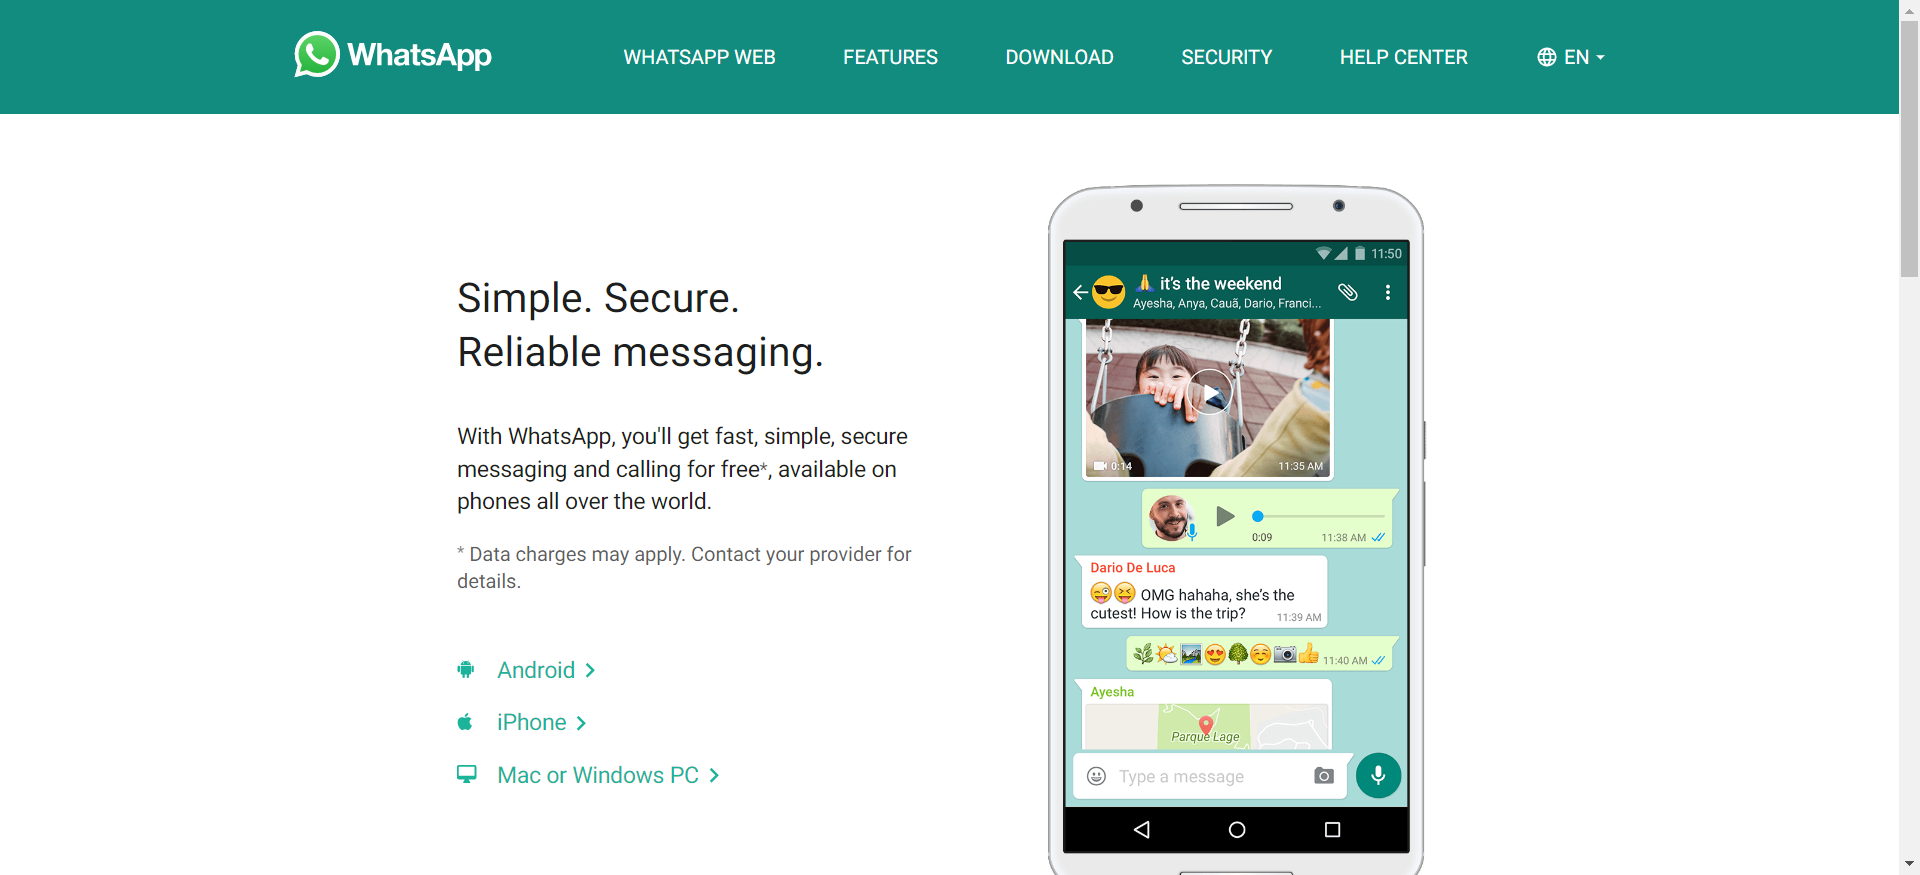 WhatsApp
WHATSAPP WEB
FEATURES
DOWNLOAD
SECURITY
HELP CENTER
EN
Simple. Secure.
Reliable messaging.
With WhatsApp, you'll get fast, simple, secure
messaging and calling for free*, available on
phones all over the world.
* Data charges may apply. Contact your provider for
details.
Android
iPhone
Mac or Windows PC
11:50
🙏 it’s the weekend
Ayesha, Anya, Cauã, Dario, Franci...
0:14
11:35 AM
0:09
11:38 AM
Dario De Luca
😜😝 OMG hahaha, she’s the
cutest! How is the trip?
11:39 AM
🌿🌤🏞😍🌳☺️📷👍 11:40 AM
Ayesha
Parque Lage
Type a message